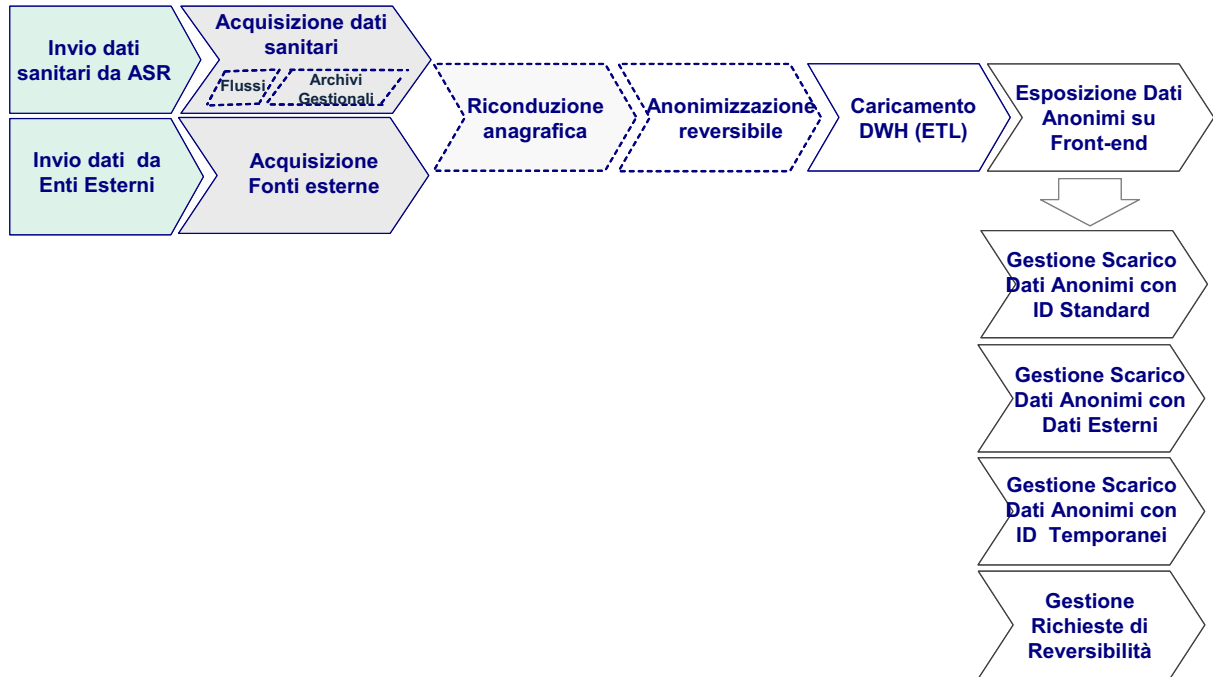 Invio dati
sanitari da ASR
Acquisizione dati
sanitari
Flussi
Archivi
Gestionali
Invio dati da
Enti Esterni
Acquisizione
Fonti esterne
Riconduzione
anagrafica
Anonimizzazione
reversibile
Caricamento
DWH (ETL)
Esposizione Dati
Anonimi su
Front-end
Gestione Scarico
Dati Anonimi con
ID Standard
Gestione Scarico
Dati Anonimi con
Dati Esterni
Gestione Scarico
Dati Anonimi con
ID Temporanei
Gestione
Richieste di
Reversibilità